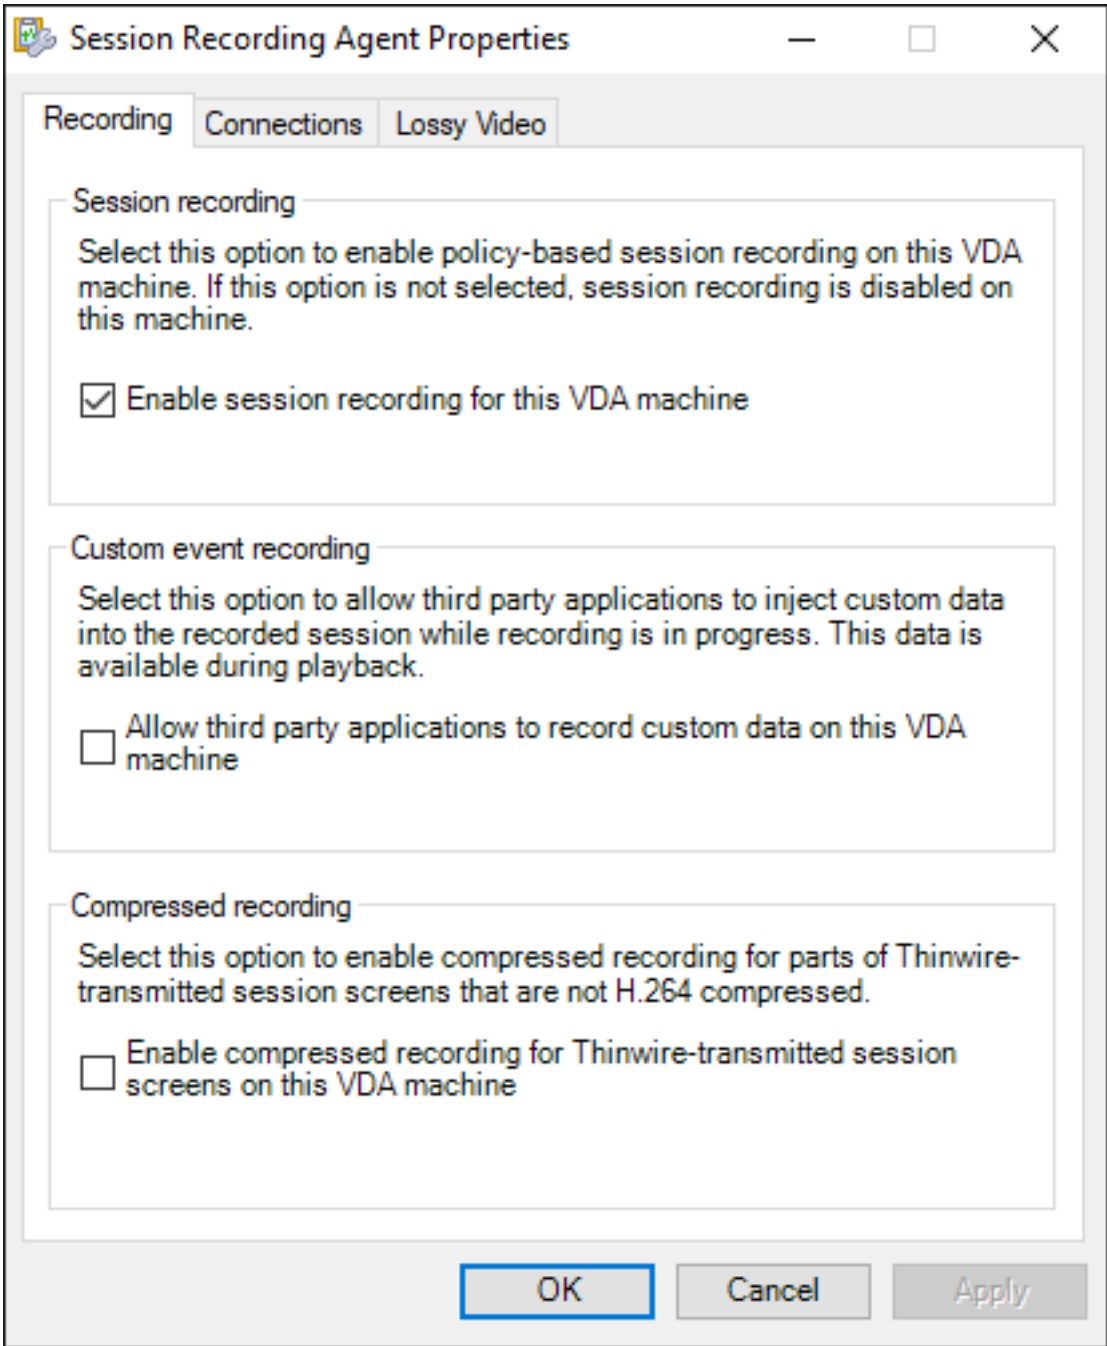 Session Recording Agent Properties
Recording
Connections
Lossy Video
Session recording
Select this option to enable policy-based session recording on this VDA
machine. If this option is not selected, session recording is disabled on
this machine.
Enable session recording for this VDA machine
Custom event recording
Select this option to allow third party applications to inject custom data
into the recorded session while recording is in progress. This data is
available during playback.
Allow third party applications to record custom data on this VDA
machine
Compressed recording
Select this option to enable compressed recording for parts of Thinwire-
transmitted session screens that are not H.264 compressed.
Enable compressed recording for Thinwire-transmitted session
screens on this VDA machine
OK
Cancel
Apply